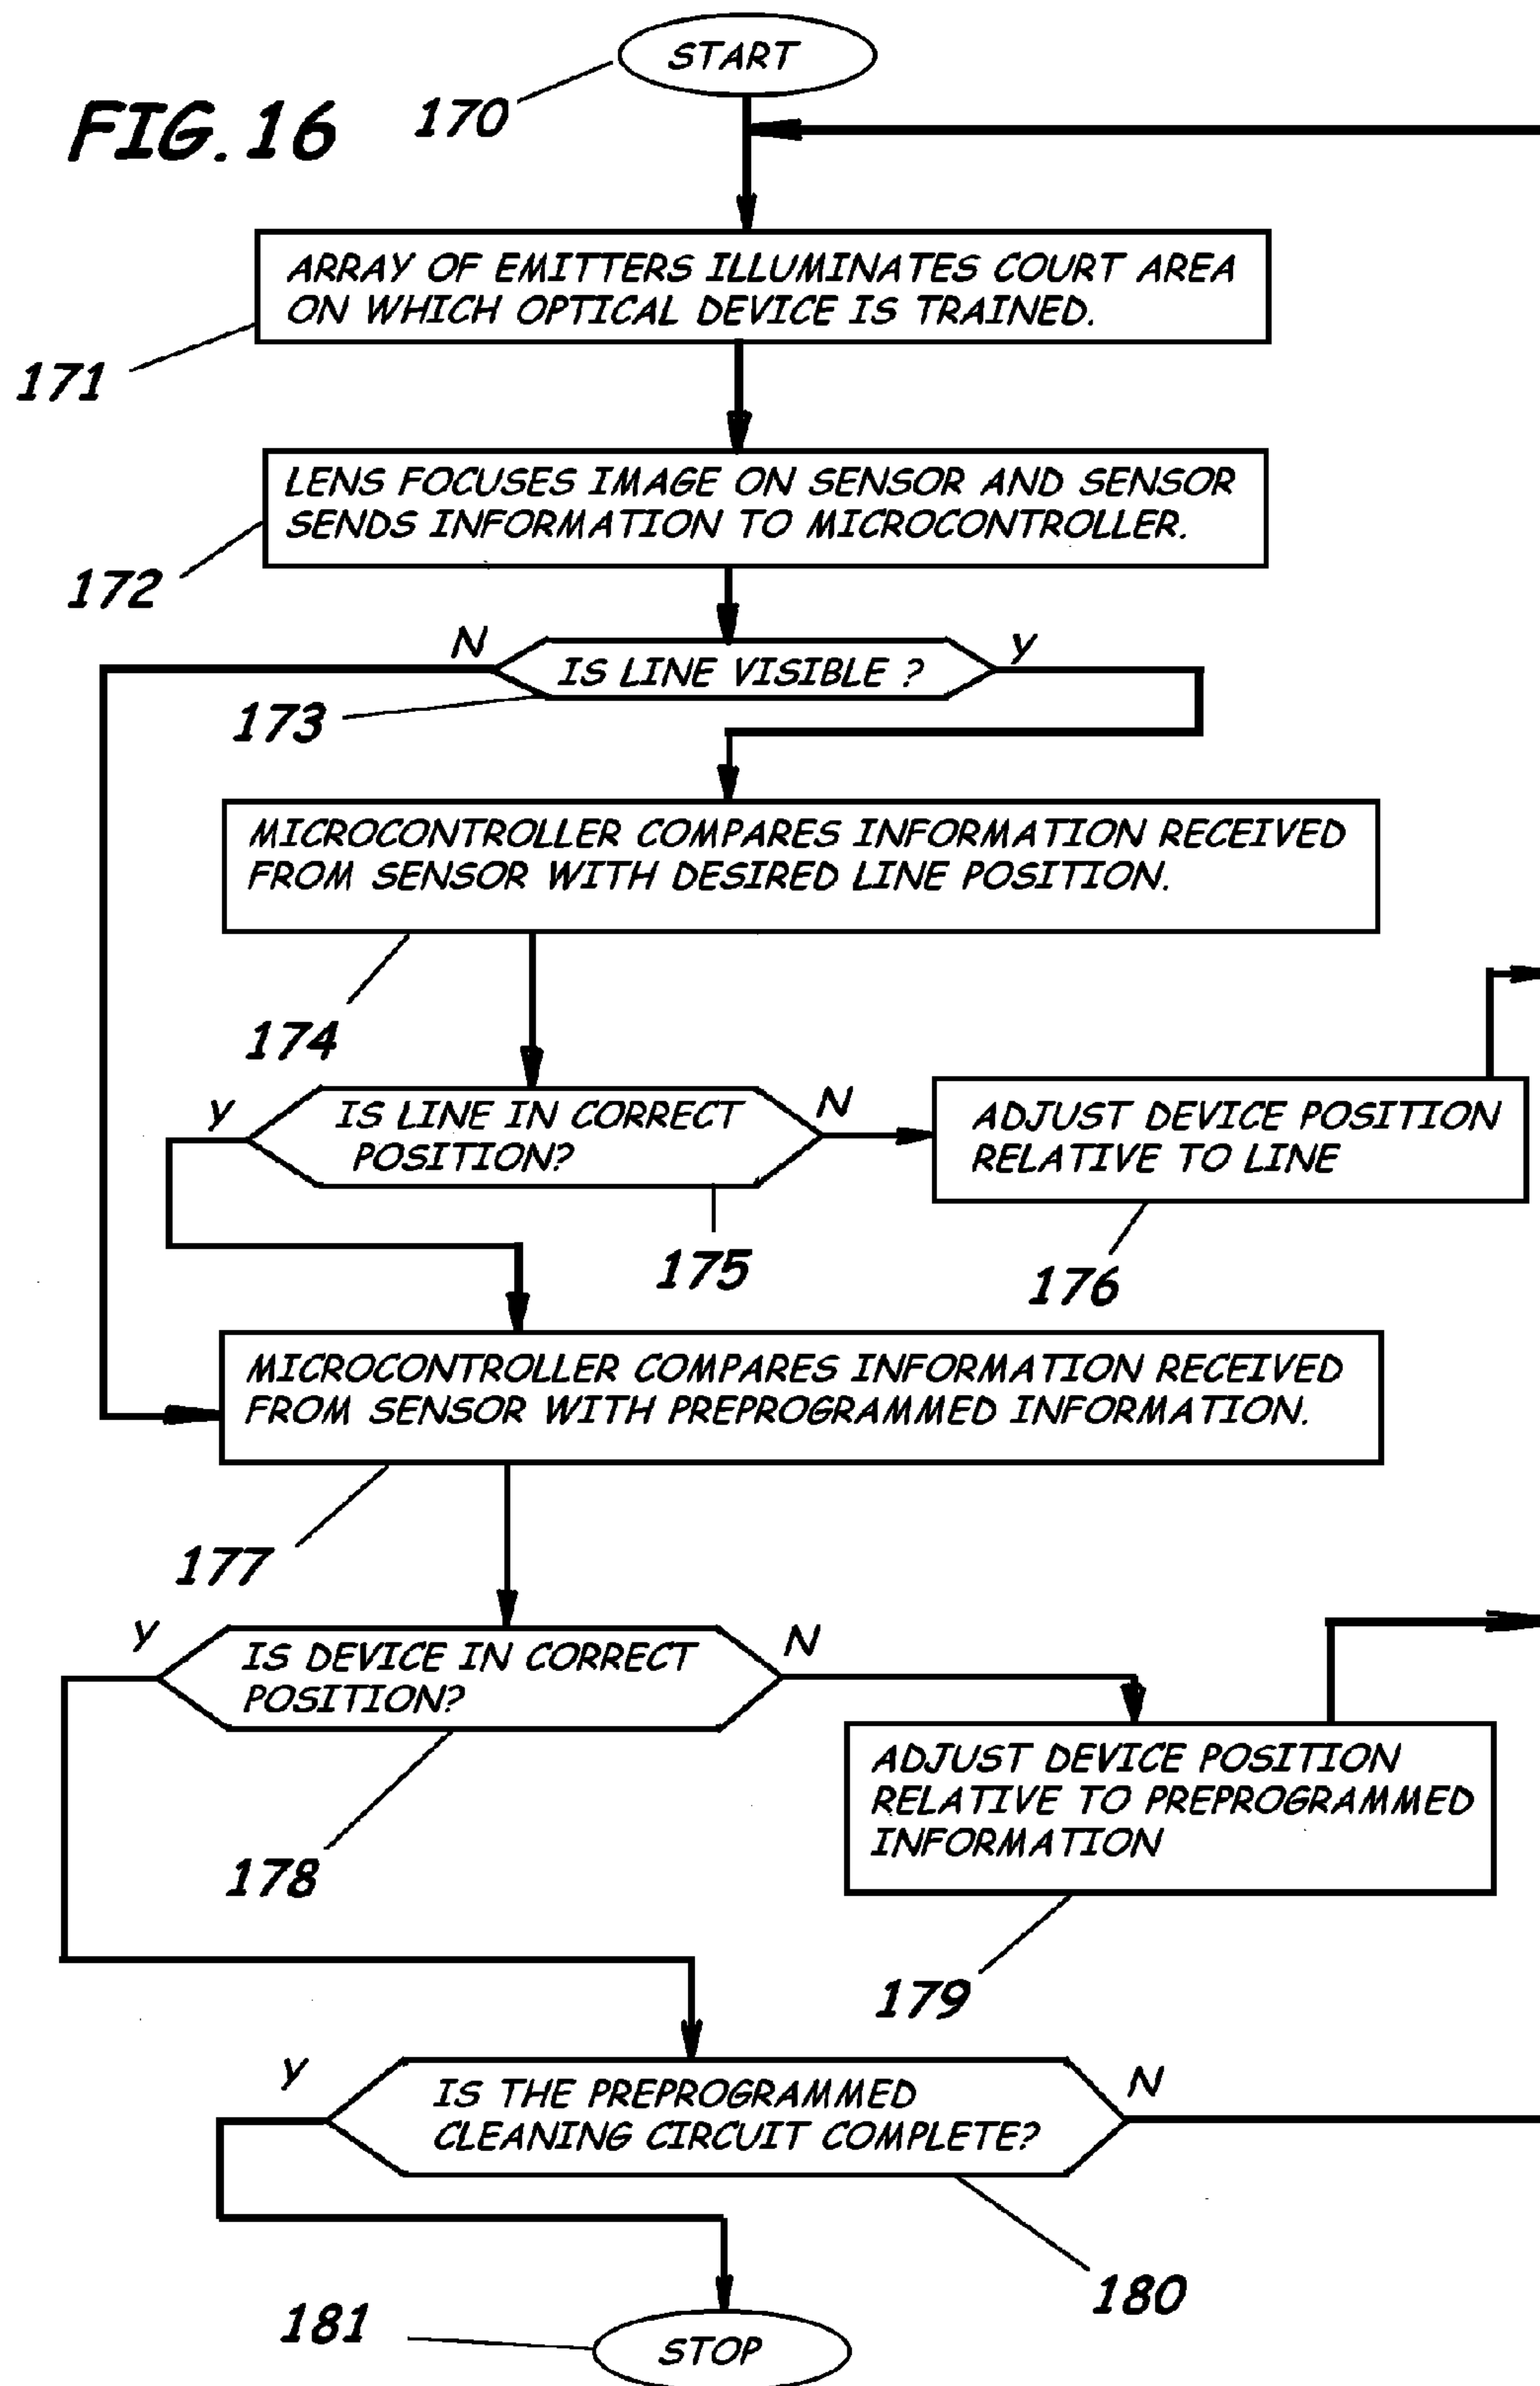 START
FIG. 16
170
ARRAY OF EMITTERS ILLUMINATES COURT AREA
ON WHICH OPTICAL DEVICE IS TRAINED.
171
LENS FOCUSES IMAGE ON SENSOR AND SENSOR
SENDS INFORMATION TO MICROCONTROLLER.
172
N
Y
IS LINE VISIBLE ?
173
MICROCONTROLLER COMPARES INFORMATION RECEIVED
FROM SENSOR WITH DESIRED LINE POSITION.
174
Y
IS LINE IN CORRECT
POSITION?
N
ADJUST DEVICE POSITION
RELATIVE TO LINE
175
176
MICROCONTROLLER COMPARES INFORMATION RECEIVED
FROM SENSOR WITH PREPROGRAMMED INFORMATION.
177
Y
IS DEVICE IN CORRECT
POSITION?
N
ADJUST DEVICE POSITION
RELATIVE TO PREPROGRAMMED
INFORMATION
178
179
Y
IS THE PREPROGRAMMED
CLEANING CIRCUIT COMPLETE?
N
180
181
STOP